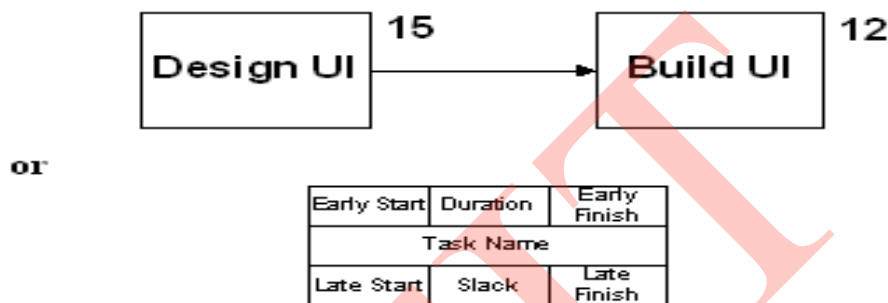 15
12
Design UI
Build UI
or
Early Start Duration Early Finish
Task Name
Late Start Slack Late Finish